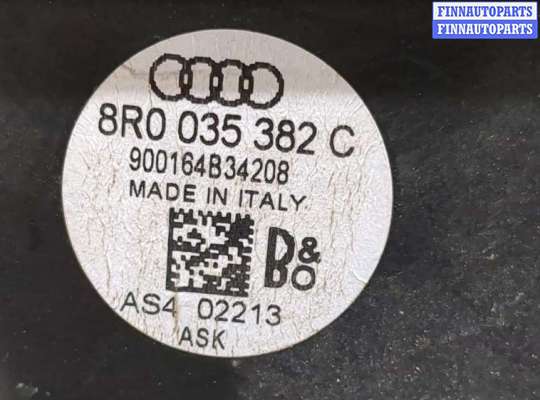 FINNAUTOPARTS
FINNAUTOPARTS
8R0 035 382 C
900164B34208
MADE IN ITALY
B&O
AS4 02213
ASK